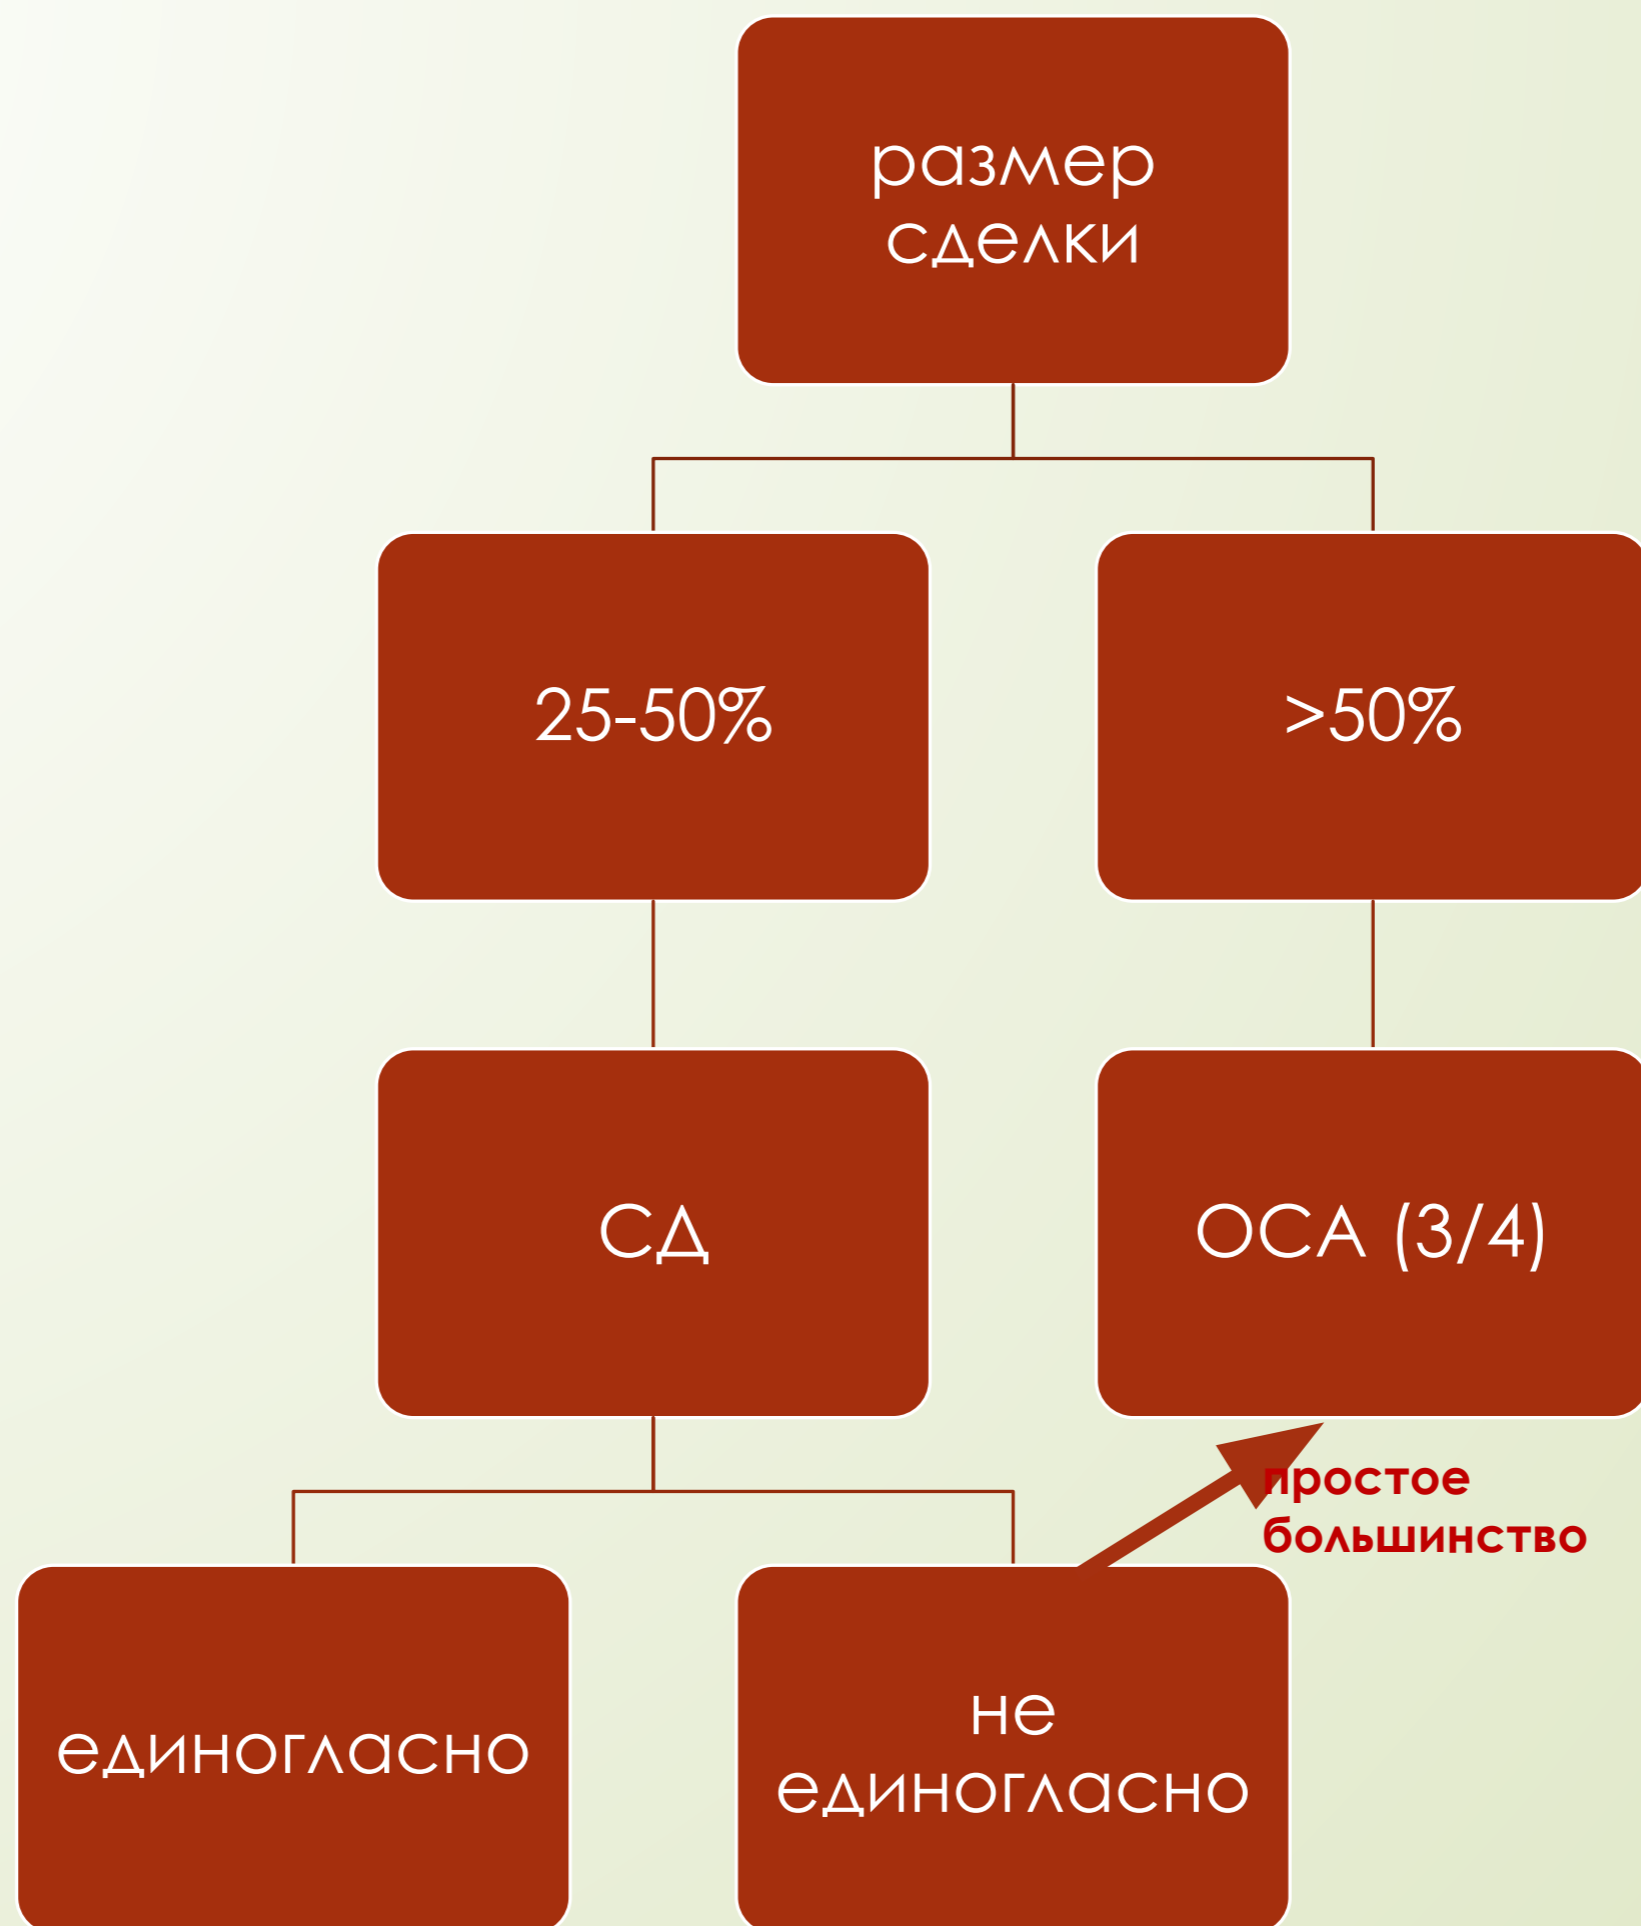 размер
сделки
25-50%
>50%
СД
ОСА (3/4)
простое
большинство
единогласно
не
единогласно